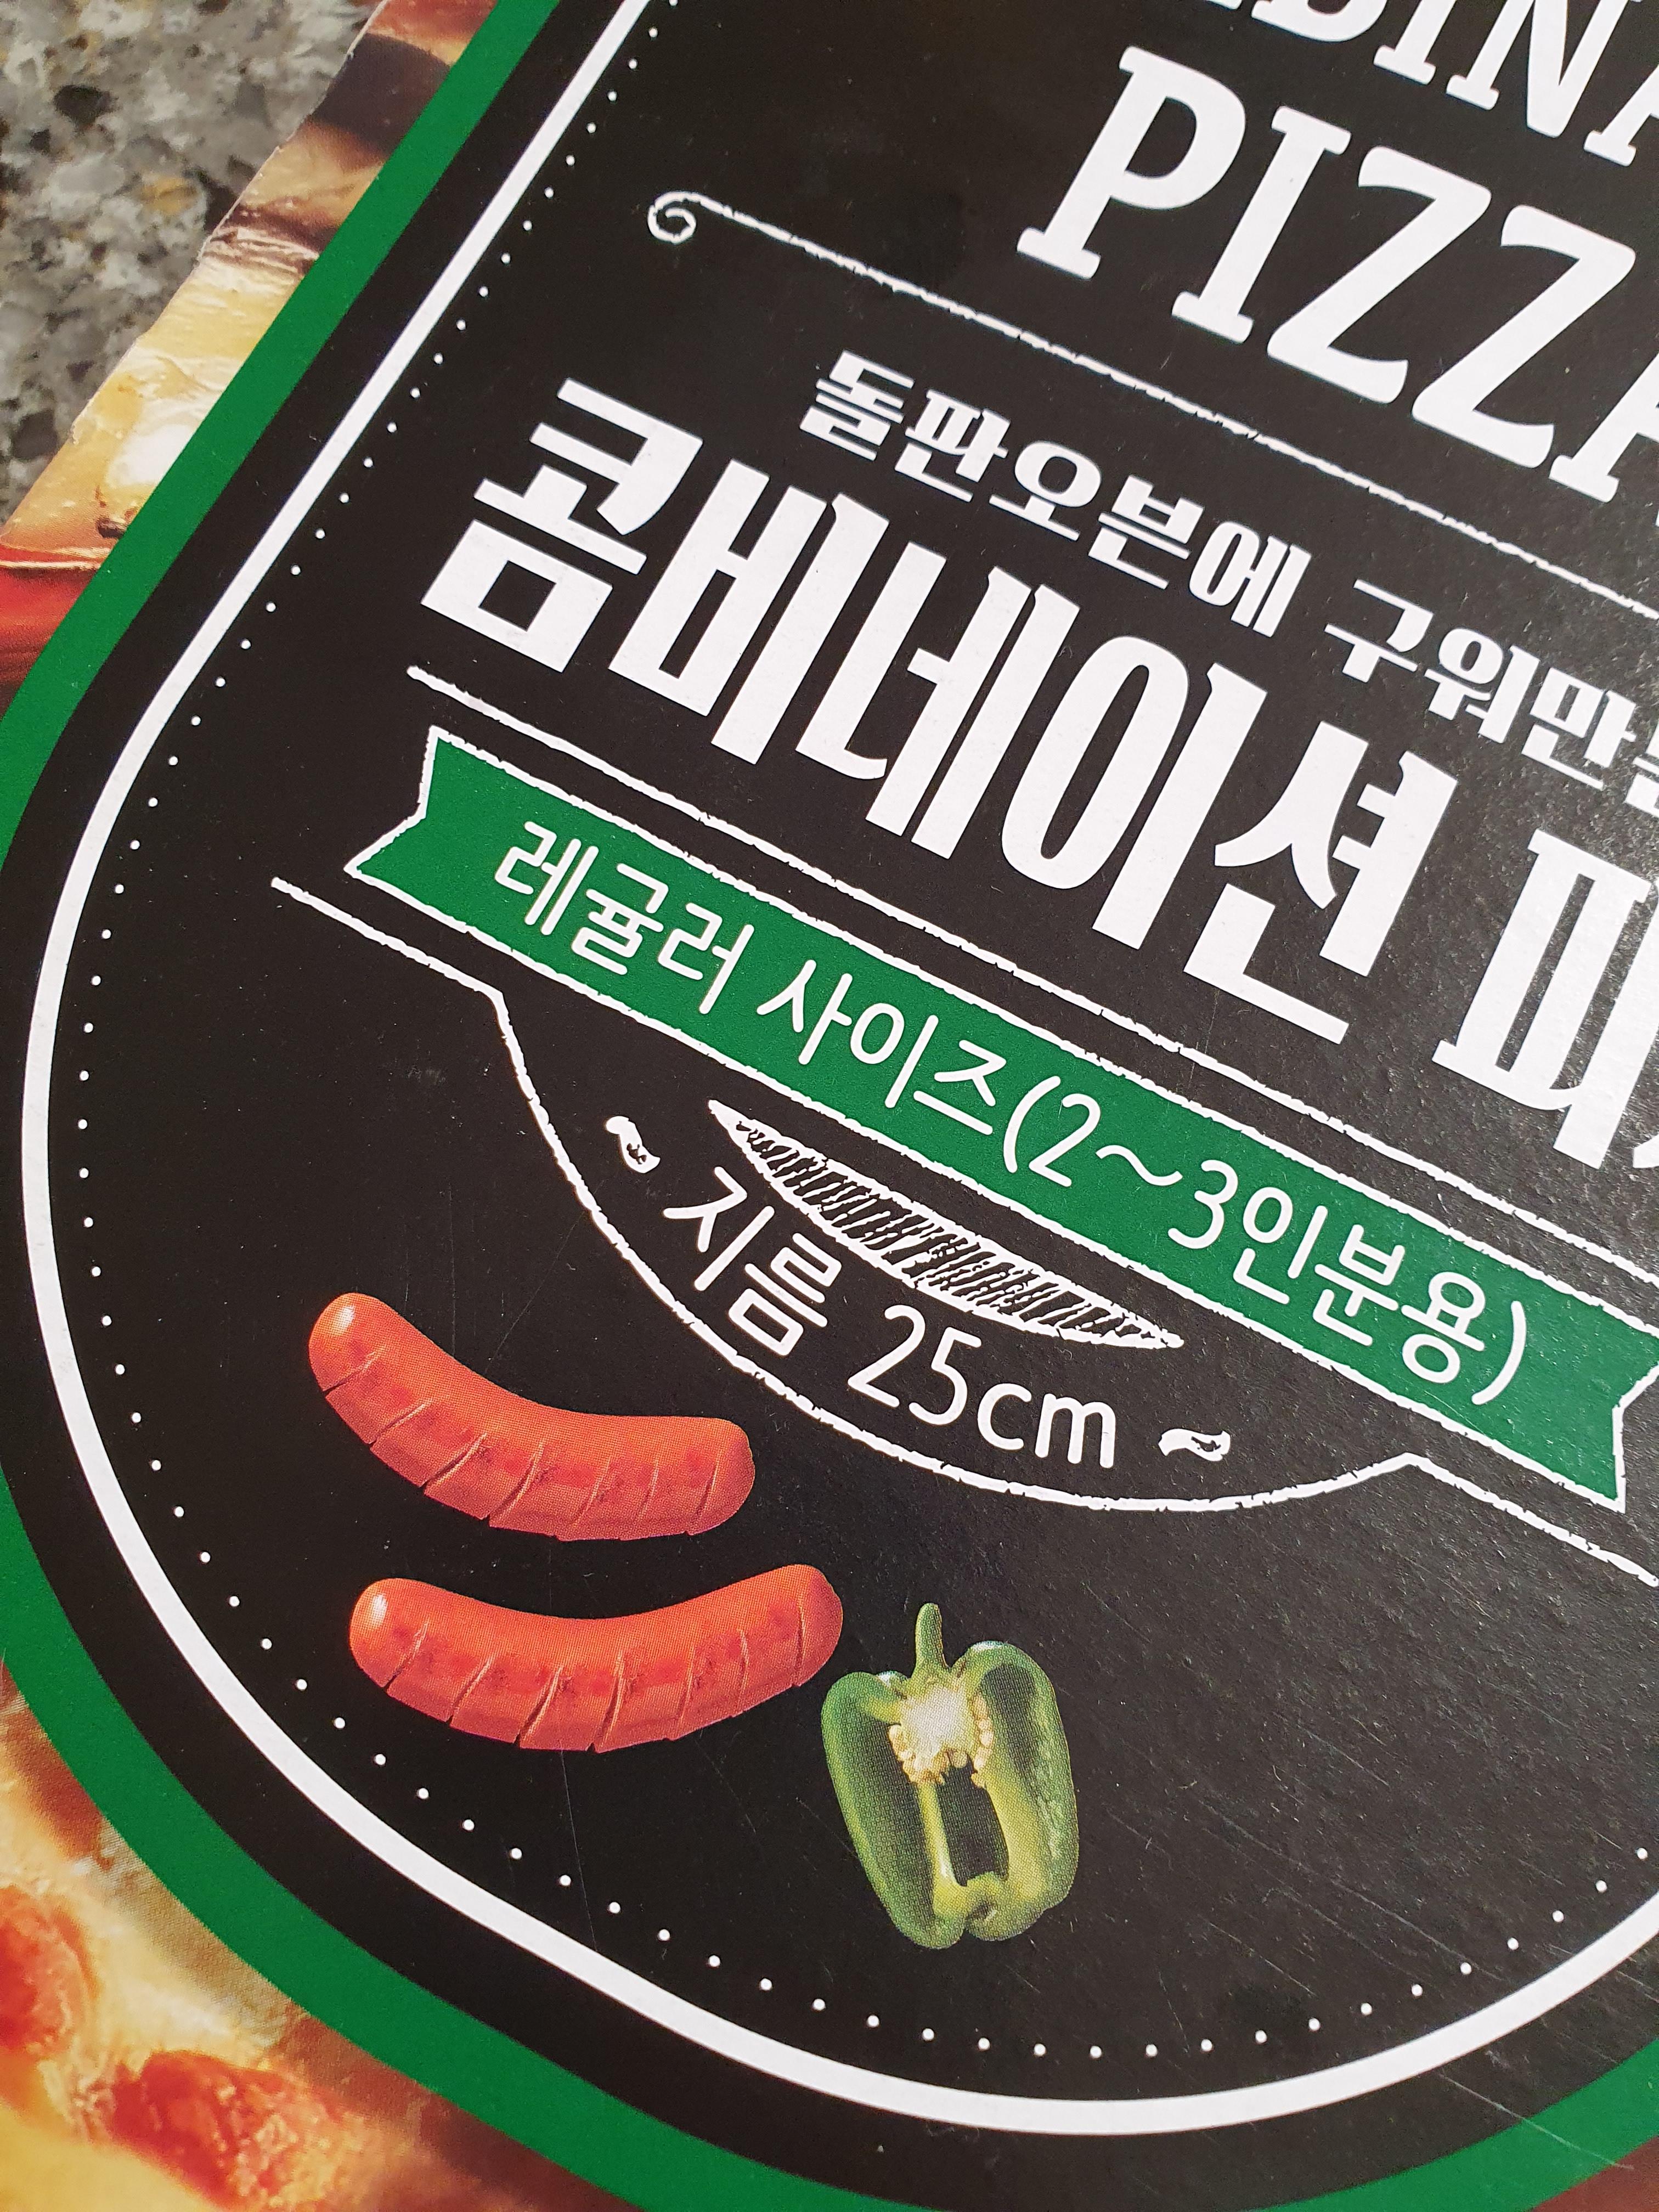 PIZZ
돌판오븐에 구워만
콤비네이션
레귤러 사이즈(2~3인분용)
~ 지름 25cm ~